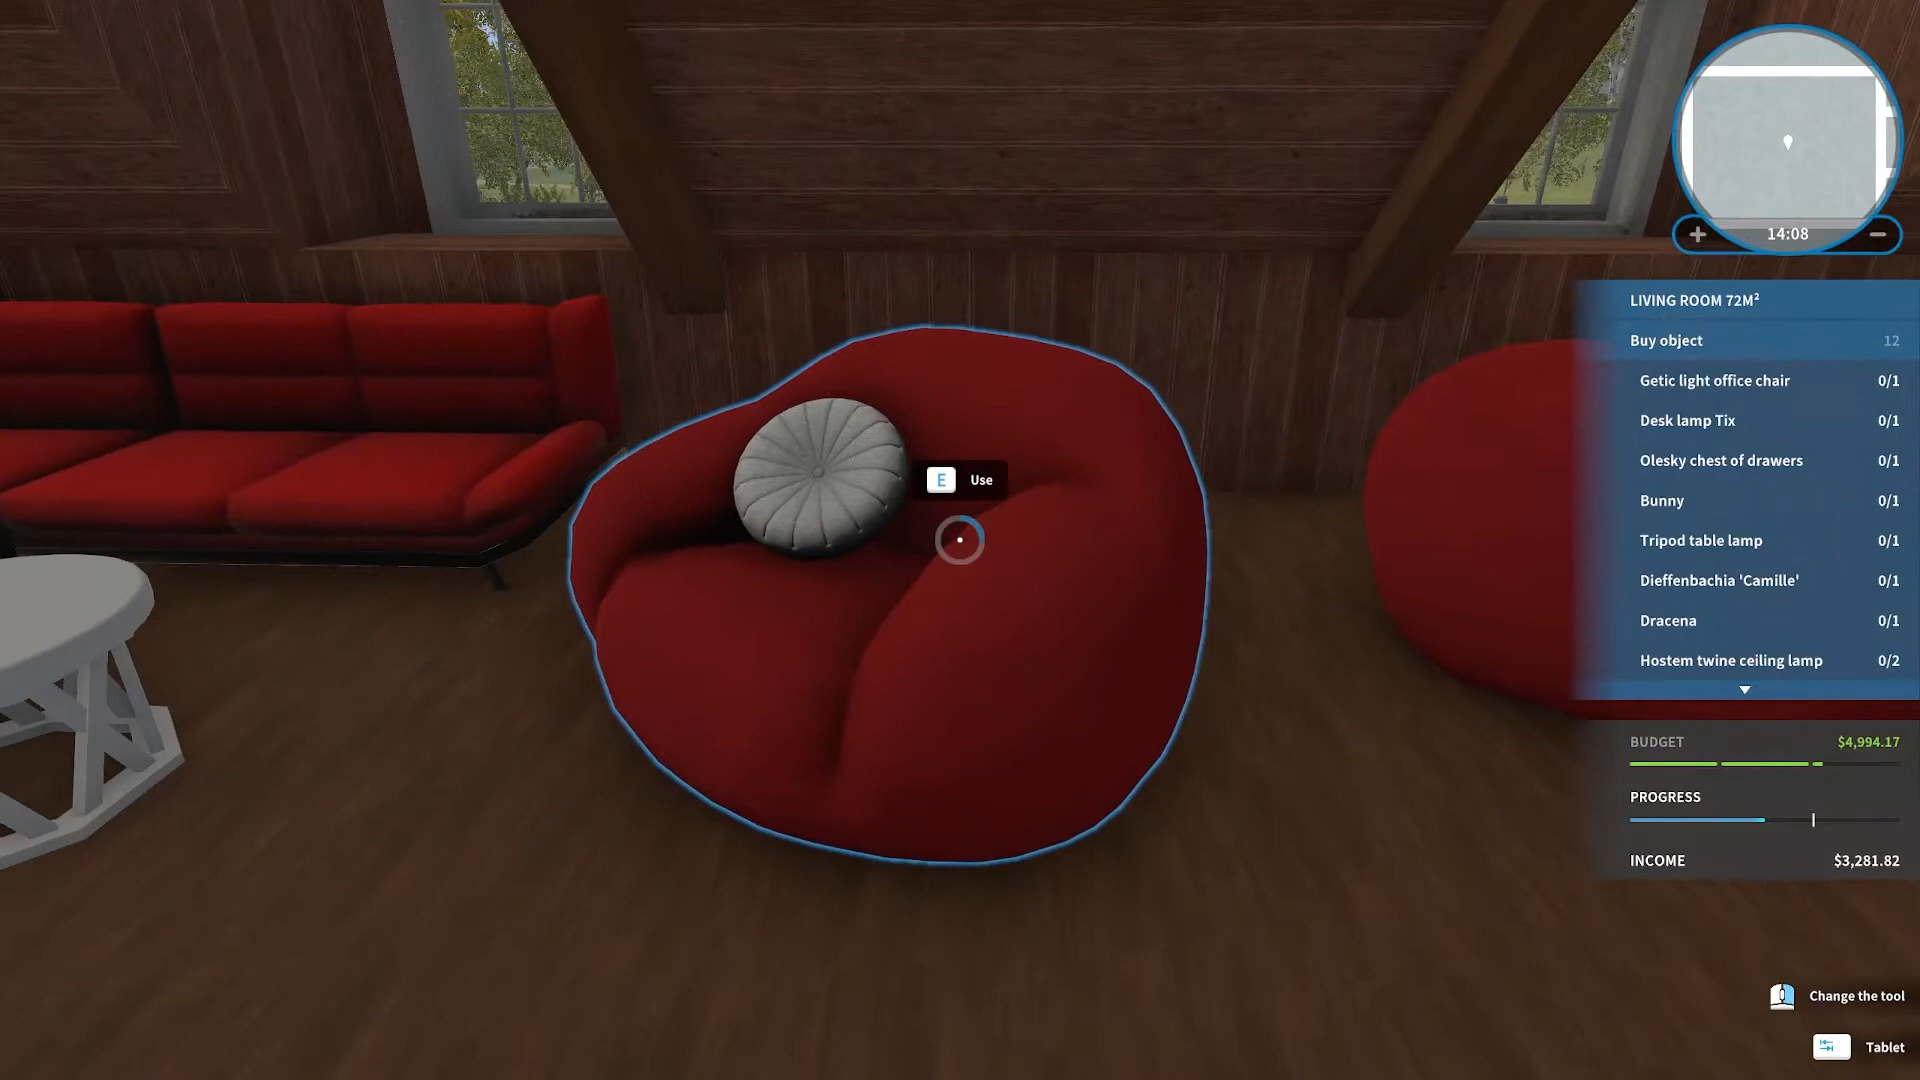 14:08
LIVING ROOM 72M²
Buy object 12
Getic light office chair 0/1
Desk lamp Tix 0/1
Olesky chest of drawers 0/1
Bunny 0/1
Tripod table lamp 0/1
Dieffenbachia 'Camille' 0/1
Dracena 0/1
Hostem twine ceiling lamp 0/2
E Use
BUDGET $4,994.17
PROGRESS
INCOME $3,281.82
Change the tool
Tablet